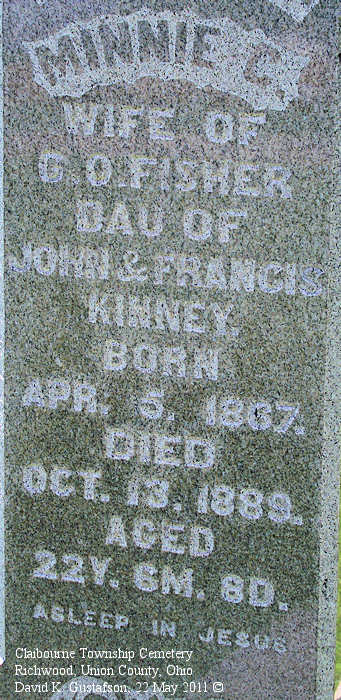 MINNIE C.
WIFE OF
G.O. FISHER
DAU OF
JOHN & FRANCIS
KINNEY.
BORN
APR. 5, 1867.
DIED
OCT. 13, 1889.
AGED
22Y. 6M. 8D.
ASLEEP IN JESUS
Claibourne Township Cemetery
Richwood, Union County, Ohio
David K. Gustafson, 22 May 2011 ©